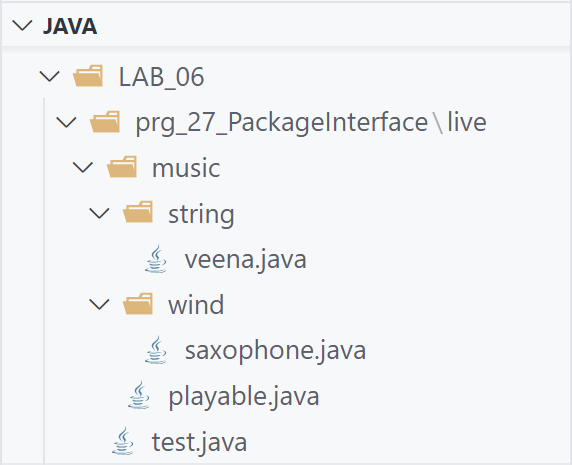 JAVA
LAB_06
prg_27_PackageInterface\live
music
string
veena.java
wind
saxophone.java
playable.java
test.java